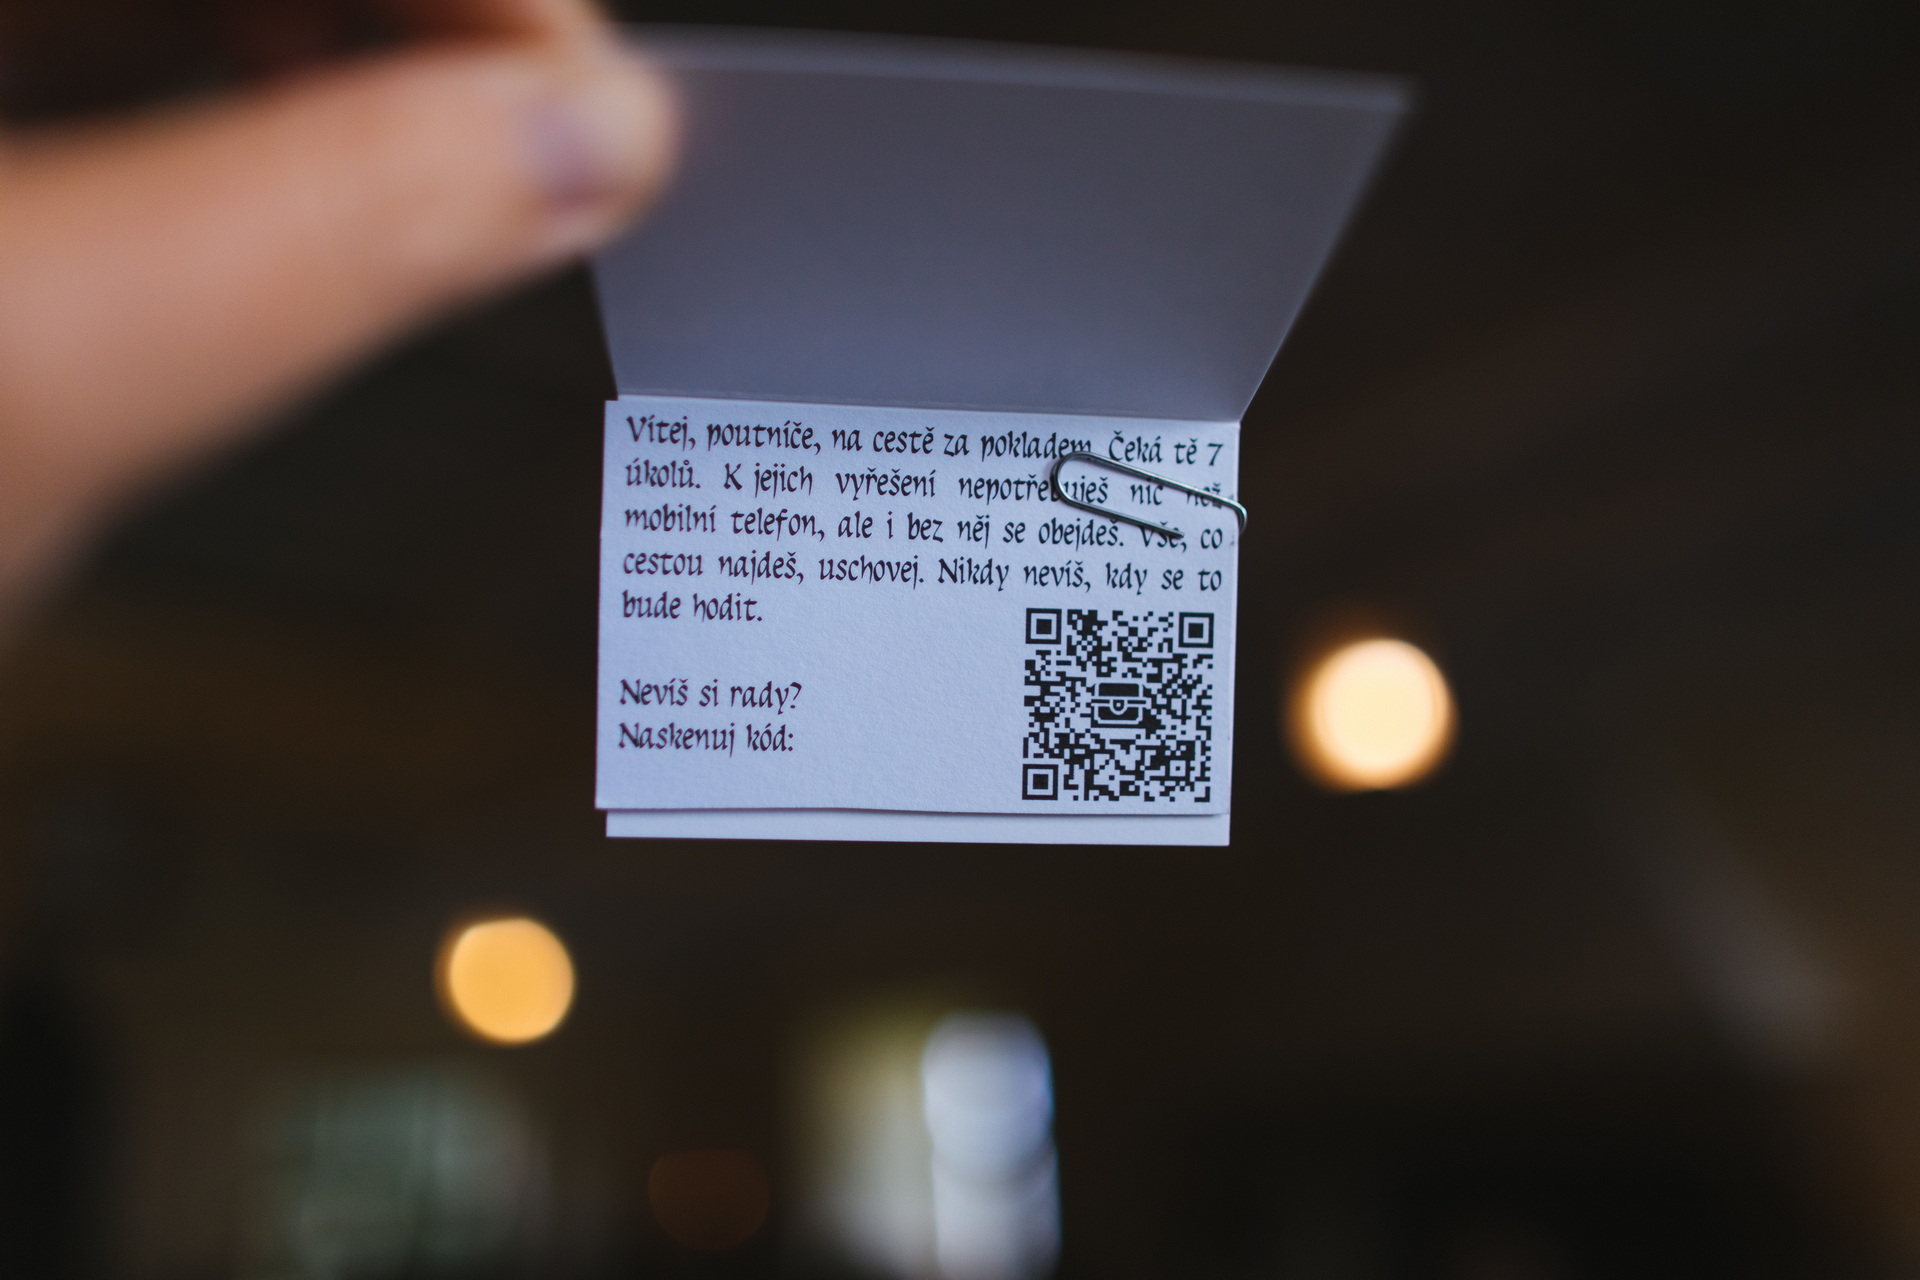 Vítej, poutníče, na cestě za pokladem. Čeká tě 7
úkolů. K jejich vyřešení nepotřebuješ nic než
mobilní telefon, ale i bez něj se obejdeš. Vše, co
cestou najdeš, uschovej. Nikdy nevíš, kdy se to
bude hodit.
Nevíš si rady?
Naskenuj kód: